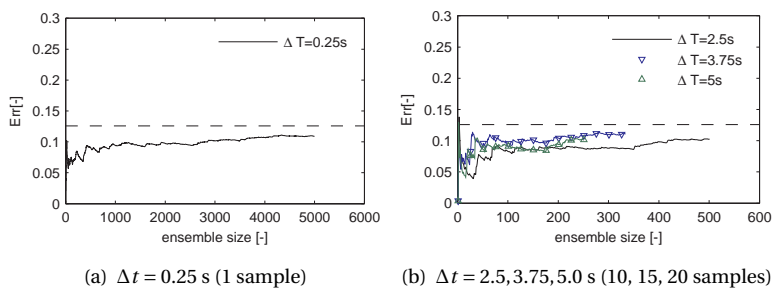 0.3
0.25
0.2
0.15
0.1
0.05
0
Err[-]
Δ T=0.25s
0 1000 2000 3000 4000 5000 6000
ensemble size [-]
(a) Δt = 0.25 s (1 sample)
0.3
0.25
0.2
0.15
0.1
0.05
0
Err[-]
Δ T=2.5s
Δ T=3.75s
Δ T=5s
0 100 200 300 400 500 600
ensemble size [-]
(b) Δt = 2.5, 3.75, 5.0 s (10, 15, 20 samples)